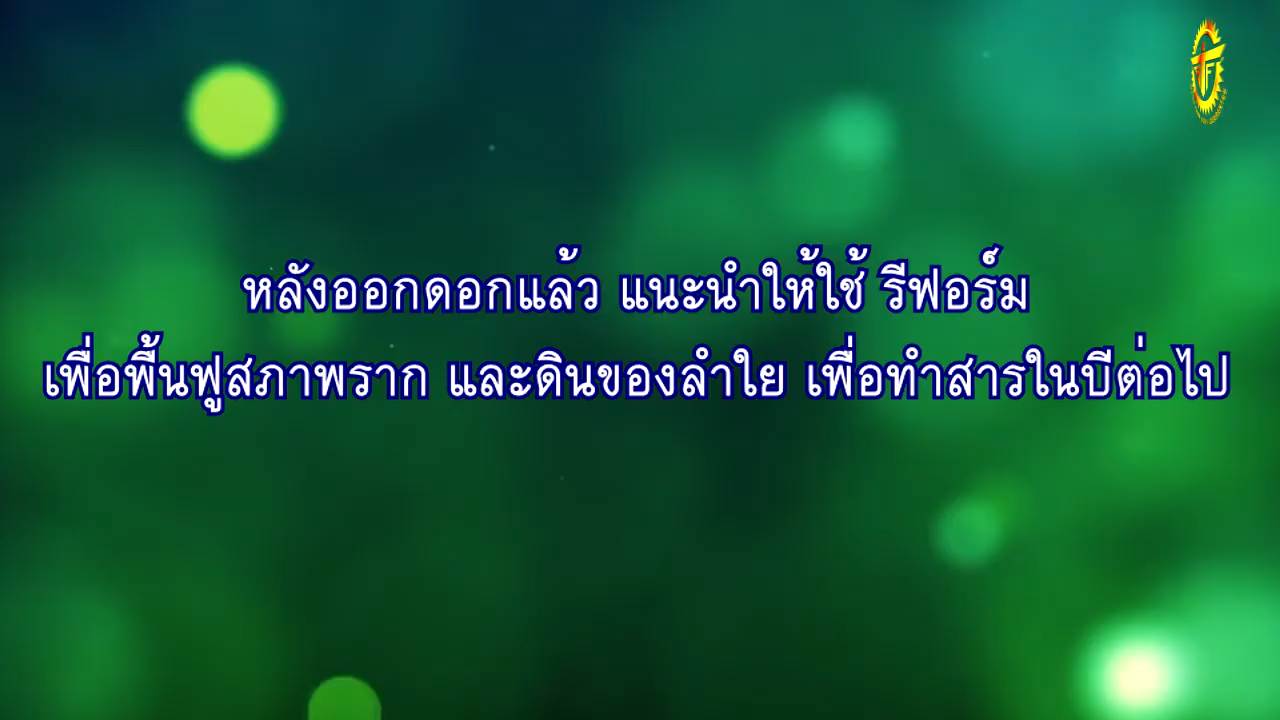 หลังออกดอกแล้ว แนะนำให้ใช้ รีฟอร์ม
เพื่อพื้นฟูสภาพราก และดินของลำใย เพื่อทำสารในบีต่อไป